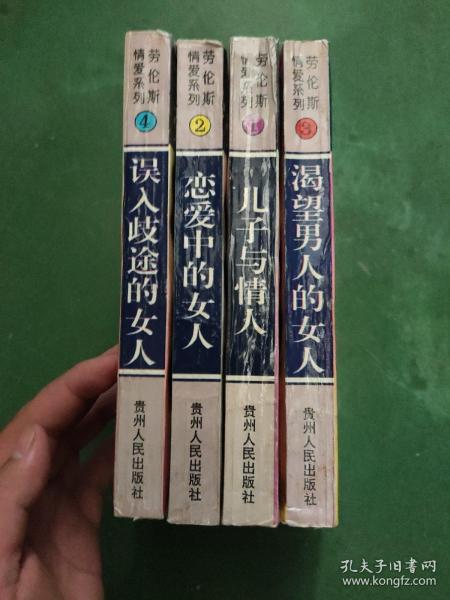 劳伦斯
情爱系列
4
误入歧途的女人
贵州人民出版社
劳伦斯
情爱系列
2
恋爱中的女人
贵州人民出版社
劳伦斯
情爱系列
1
儿子与情人
贵州人民出版社
劳伦斯
情爱系列
3
渴望男人的女人
贵州人民出版社
孔夫子旧书网
www.kongfz.com